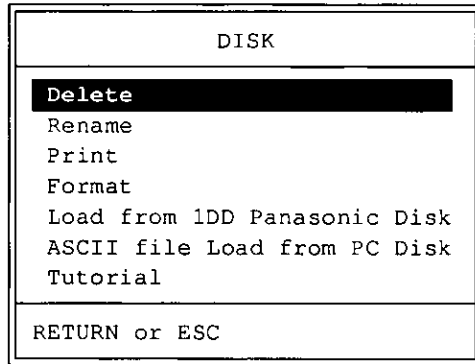 DISK
Delete
Rename
Print
Format
Load from 1DD Panasonic Disk
ASCII file Load from PC Disk
Tutorial
RETURN or ESC